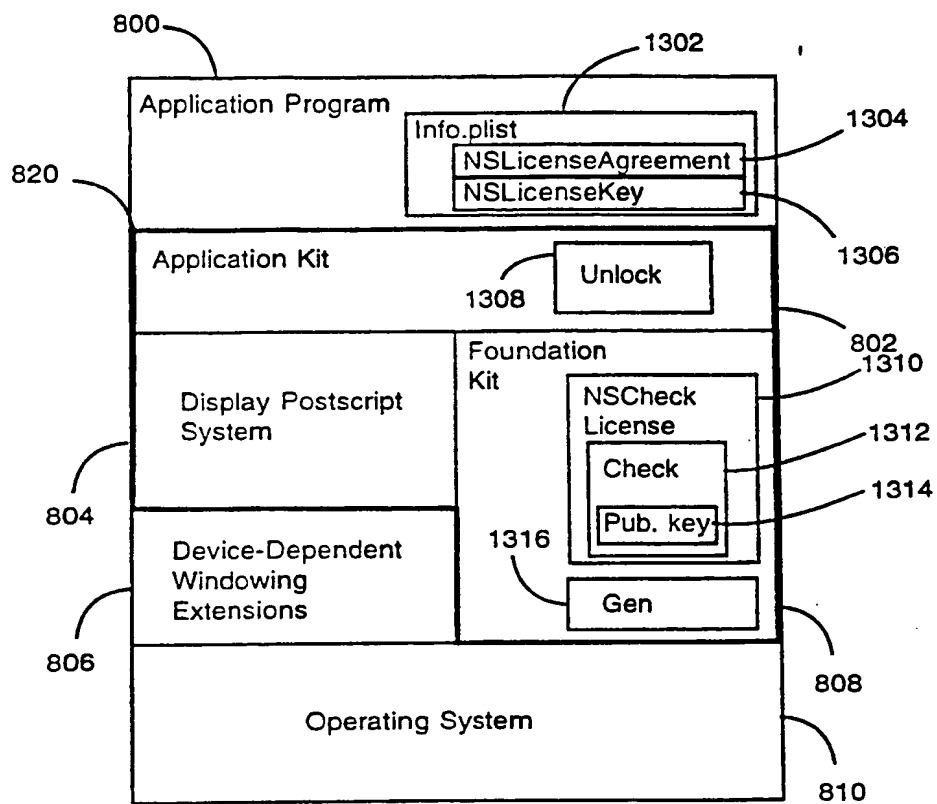 800
1302
Application Program
Info.plist
1304
NSLicenseAgreement
820
NSLicenseKey
1306
Application Kit
Unlock
1308
802
Foundation
Kit
1310
NSCheck
License
Display Postscript
System
1312
Check
1314
Pub. key
804
1316
Device-Dependent
Windowing
Extensions
Gen
806
808
Operating System
810